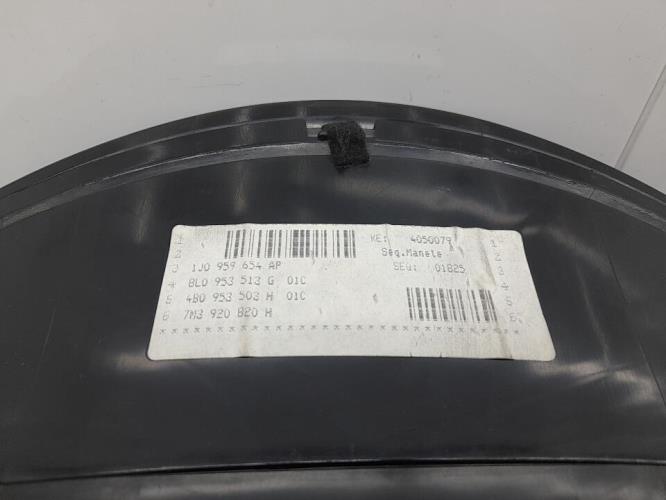 1
2
3 1J0 959 654 AP
4 8L0 953 513 G 01C
5 4B0 953 503 H 01C
6 7M3 920 820 H
KE: 4050079
Seq.Manete
SEQ: 01825
1
2
3
4
5
6